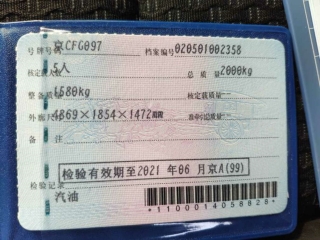 号牌号码 京CFG097 档案编号 020501002358
核定载人数 5人 总质量 2000kg
整备质量 1580kg 核定载质量 --
外廓尺寸 4869×1854×1472mm 准牵引总质量 --
备注
检验有效期至2021年06月京A(99)
检验记录
汽油
*1100014058828*